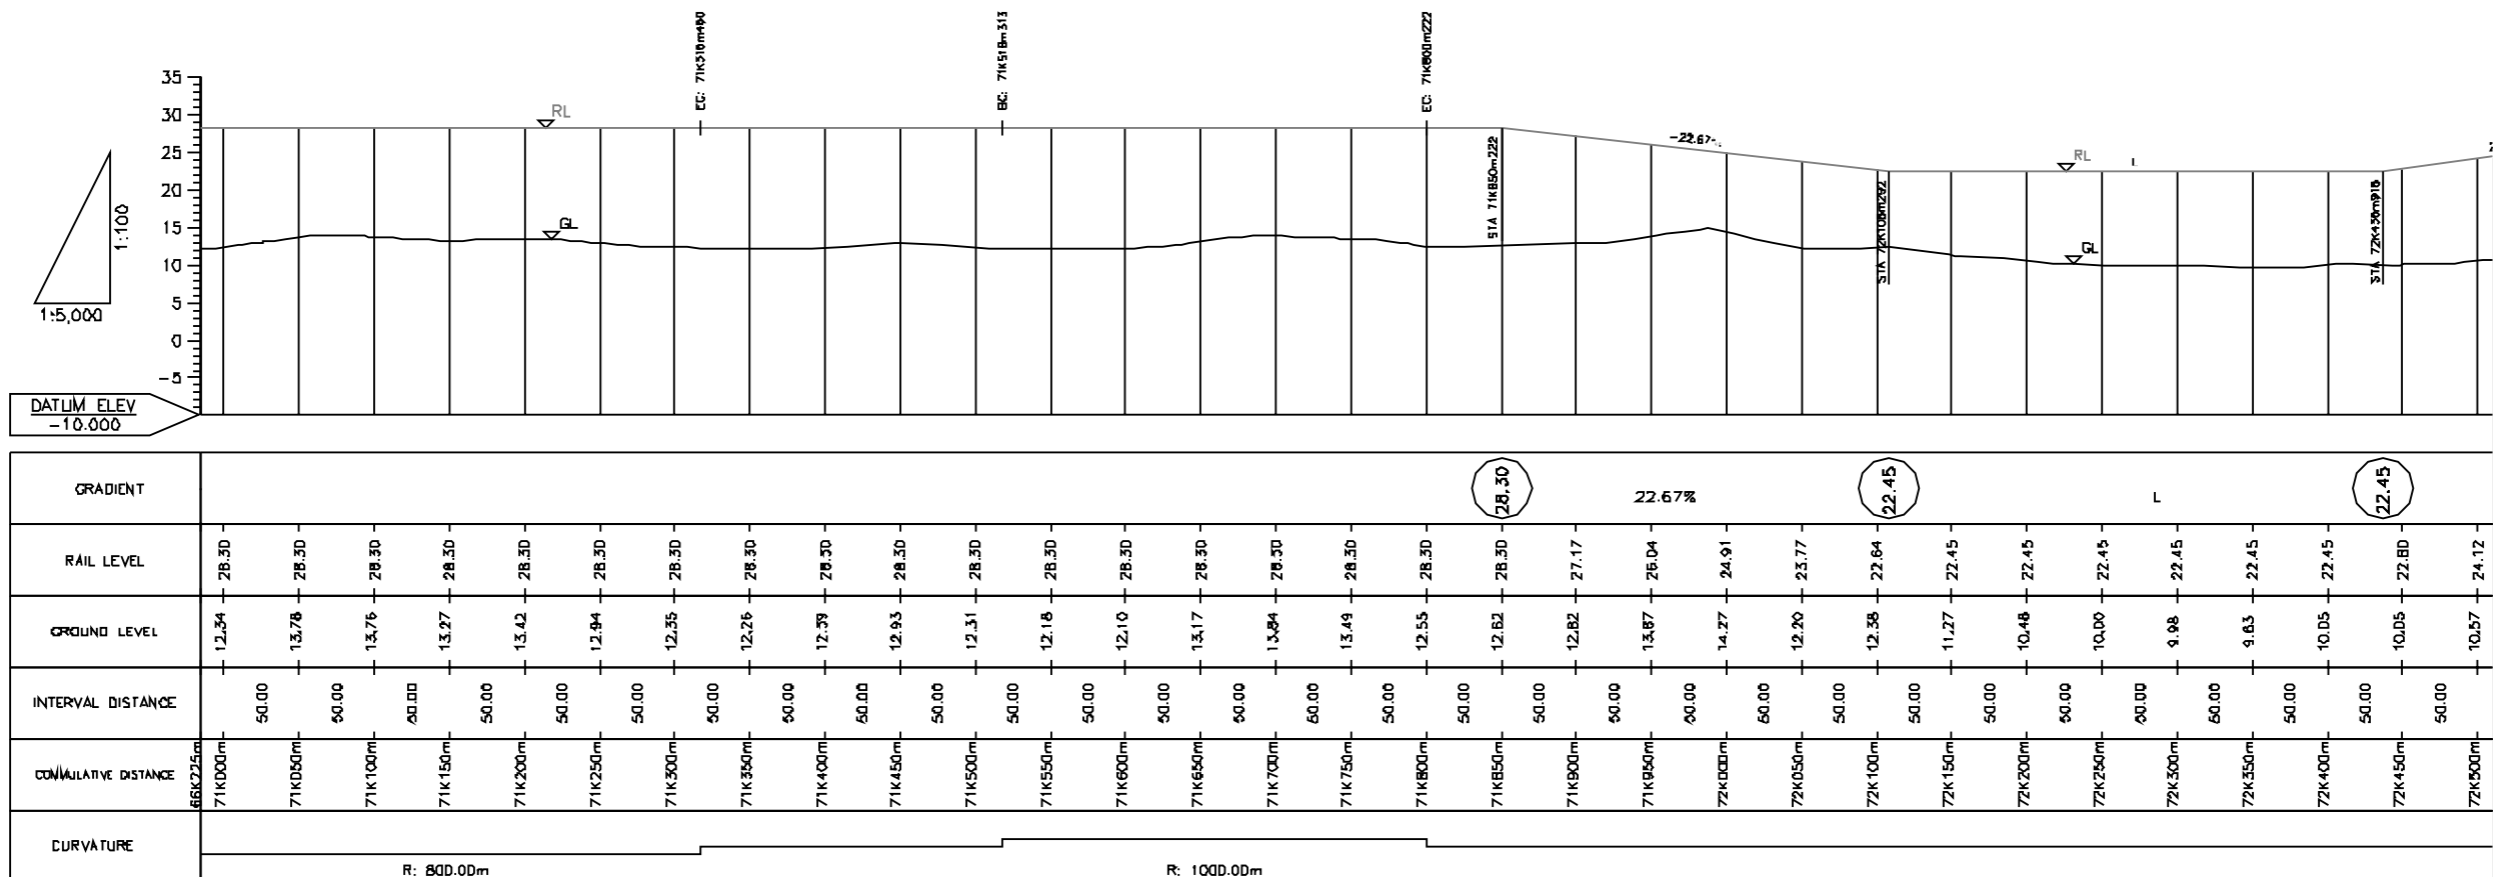 EC: 71K316m480
BC: 71K518m313
EC: 71K800m222
35
30
25
20
15
10
5
0
-5
RL
GL
-22.67
L
RL
GL
STA 71K850m222
STA 72K108m292
1:100
1:5,000
DATUM ELEV
-10.000
GRADIENT
28.30
22.67%
22.45
L
22.45
RAIL LEVEL
28.30 28.30 28.30 28.30 28.30 28.30 28.30 28.30 28.30 28.30 28.30 28.30 28.30 28.30 28.30 28.30 28.30 28.30 27.17 26.04 24.91 23.77 22.64 22.45 22.45 22.45 22.45 22.45 22.45 22.80 24.12
GROUND LEVEL
12.34 13.78 13.76 13.27 13.42 12.94 12.35 12.26 12.39 12.93 12.31 12.18 12.10 13.17 13.84 13.49 12.55 12.62 12.82 13.67 14.27 12.20 12.38 11.27 10.48 10.00 9.98 9.63 10.05 10.05 10.57
INTERVAL DISTANCE
50.00 50.00 50.00 50.00 50.00 50.00 50.00 50.00 50.00 50.00 50.00 50.00 50.00 50.00 50.00 50.00 50.00 50.00 50.00 50.00 50.00 50.00 50.00 50.00 50.00 50.00 50.00 50.00 50.00 50.00
COMMULATIVE DISTANCE
66K725m 71K000m 71K050m 71K100m 71K150m 71K200m 71K250m 71K300m 71K350m 71K400m 71K450m 71K500m 71K550m 71K600m 71K650m 71K700m 71K750m 71K800m 71K850m 71K900m 71K950m 72K000m 72K050m 72K100m 72K150m 72K200m 72K250m 72K300m 72K350m 72K400m 72K450m 72K500m
CURVATURE
R: 800.00m
R: 1000.00m